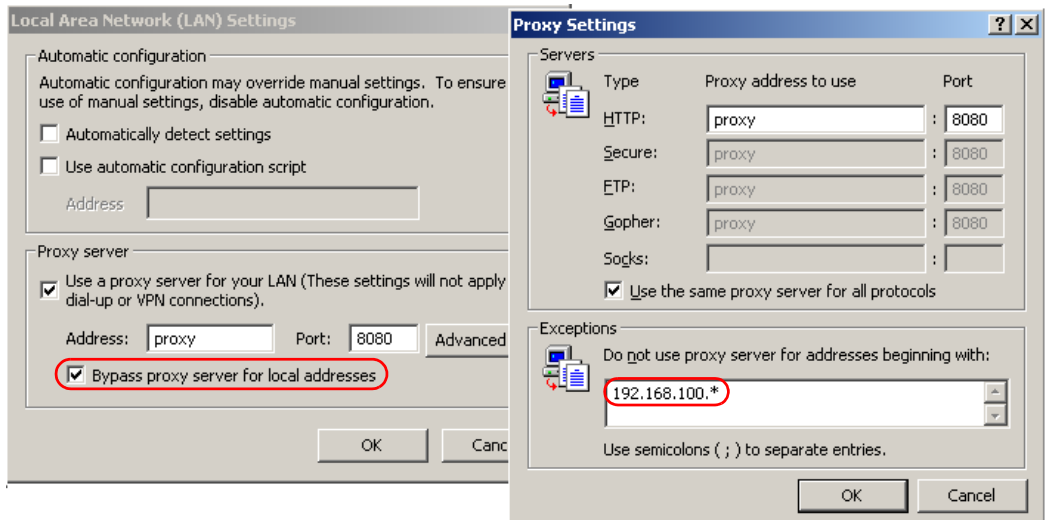 Local Area Network (LAN) Settings
Automatic configuration
Automatic configuration may override manual settings. To ensure
use of manual settings, disable automatic configuration.
Automatically detect settings
Use automatic configuration script
Address
Proxy server
Use a proxy server for your LAN (These settings will not apply
dial-up or VPN connections).
Address: proxy Port: 8080 Advanced
Bypass proxy server for local addresses
OK Canc
Proxy Settings
Servers
Type Proxy address to use Port
HTTP: proxy : 8080
Secure: proxy : 8080
FTP: proxy : 8080
Gopher: proxy : 8080
Socks: :
Use the same proxy server for all protocols
Exceptions
Do not use proxy server for addresses beginning with:
192.168.100.*
Use semicolons ( ; ) to separate entries.
OK Cancel